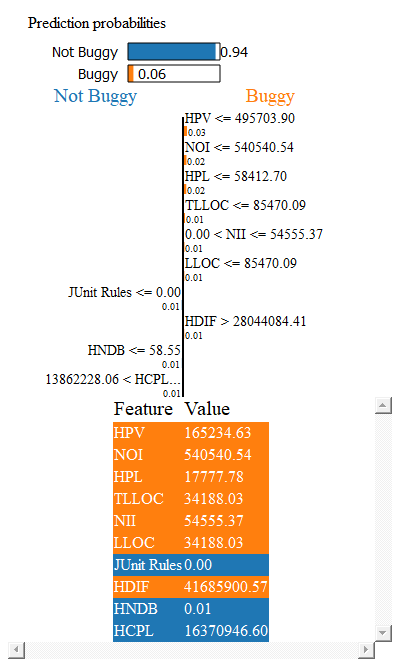 Prediction probabilities
Not Buggy 0.94
Buggy 0.06
Not Buggy Buggy
HPV <= 495703.90
0.03
NOI <= 540540.54
0.02
HPL <= 58412.70
0.02
TLLOC <= 85470.09
0.01
0.00 < NII <= 54555.37
0.01
LLOC <= 85470.09
0.01
JUnit Rules <= 0.00
0.01
HDIF > 28044084.41
0.01
HNDB <= 58.55
0.01
13862228.06 < HCPL...
0.01
Feature Value
HPV 165234.63
NOI 540540.54
HPL 17777.78
TLLOC 34188.03
NII 54555.37
LLOC 34188.03
JUnit Rules 0.00
HDIF 41685900.57
HNDB 0.01
HCPL 16370946.60